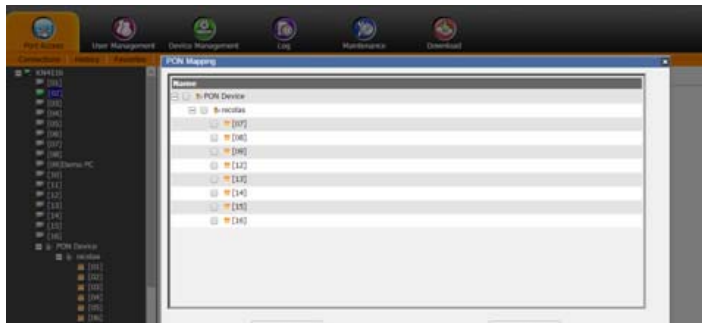 Port Access
User Management
Device Management
Log
Maintenance
Download
Connections
History
Favorites
KN4116
[01]
[02]
[03]
[04]
[05]
[06]
[07]
[08]
[09]Demo PC
[10]
[11]
[12]
[13]
[14]
[15]
[16]
PON Device
nicolas
[01]
[02]
[03]
[04]
[05]
[06]
PON Mapping
Name
PON Device
nicolas
[07]
[08]
[09]
[12]
[13]
[14]
[15]
[16]